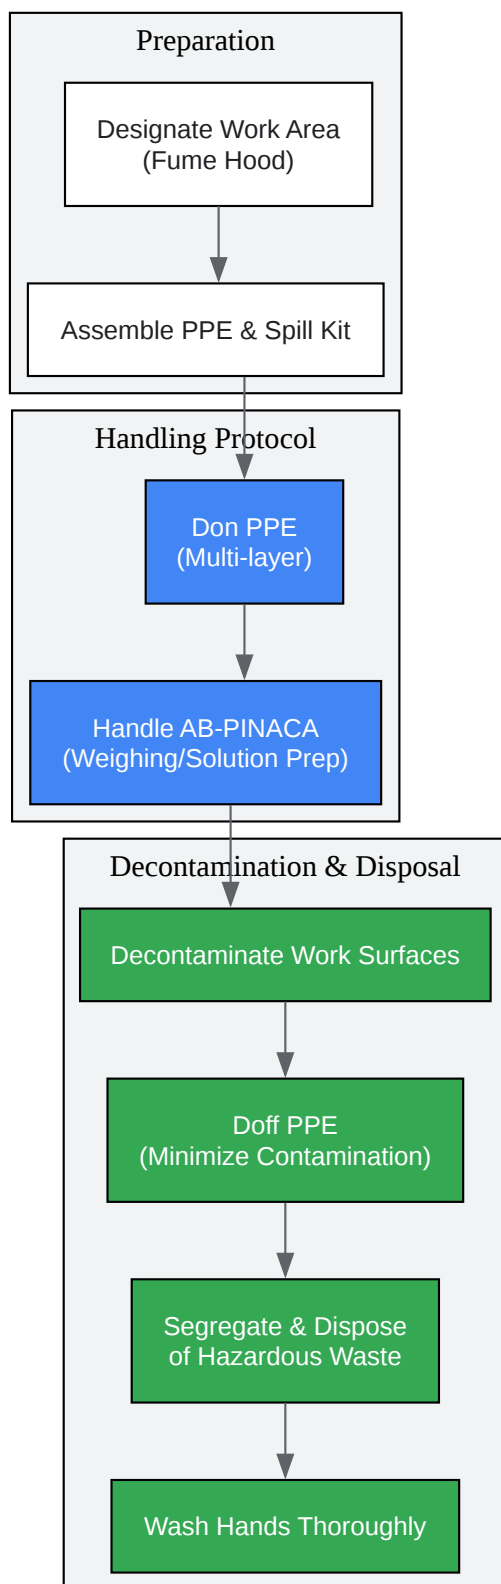 Preparation
Designate Work Area
(Fume Hood)
Assemble PPE & Spill Kit
Handling Protocol
Don PPE
(Multi-layer)
Handle AB-PINACA
(Weighing/Solution Prep)
Decontamination & Disposal
Decontaminate Work Surfaces
Doff PPE
(Minimize Contamination)
Segregate & Dispose
of Hazardous Waste
Wash Hands Thoroughly